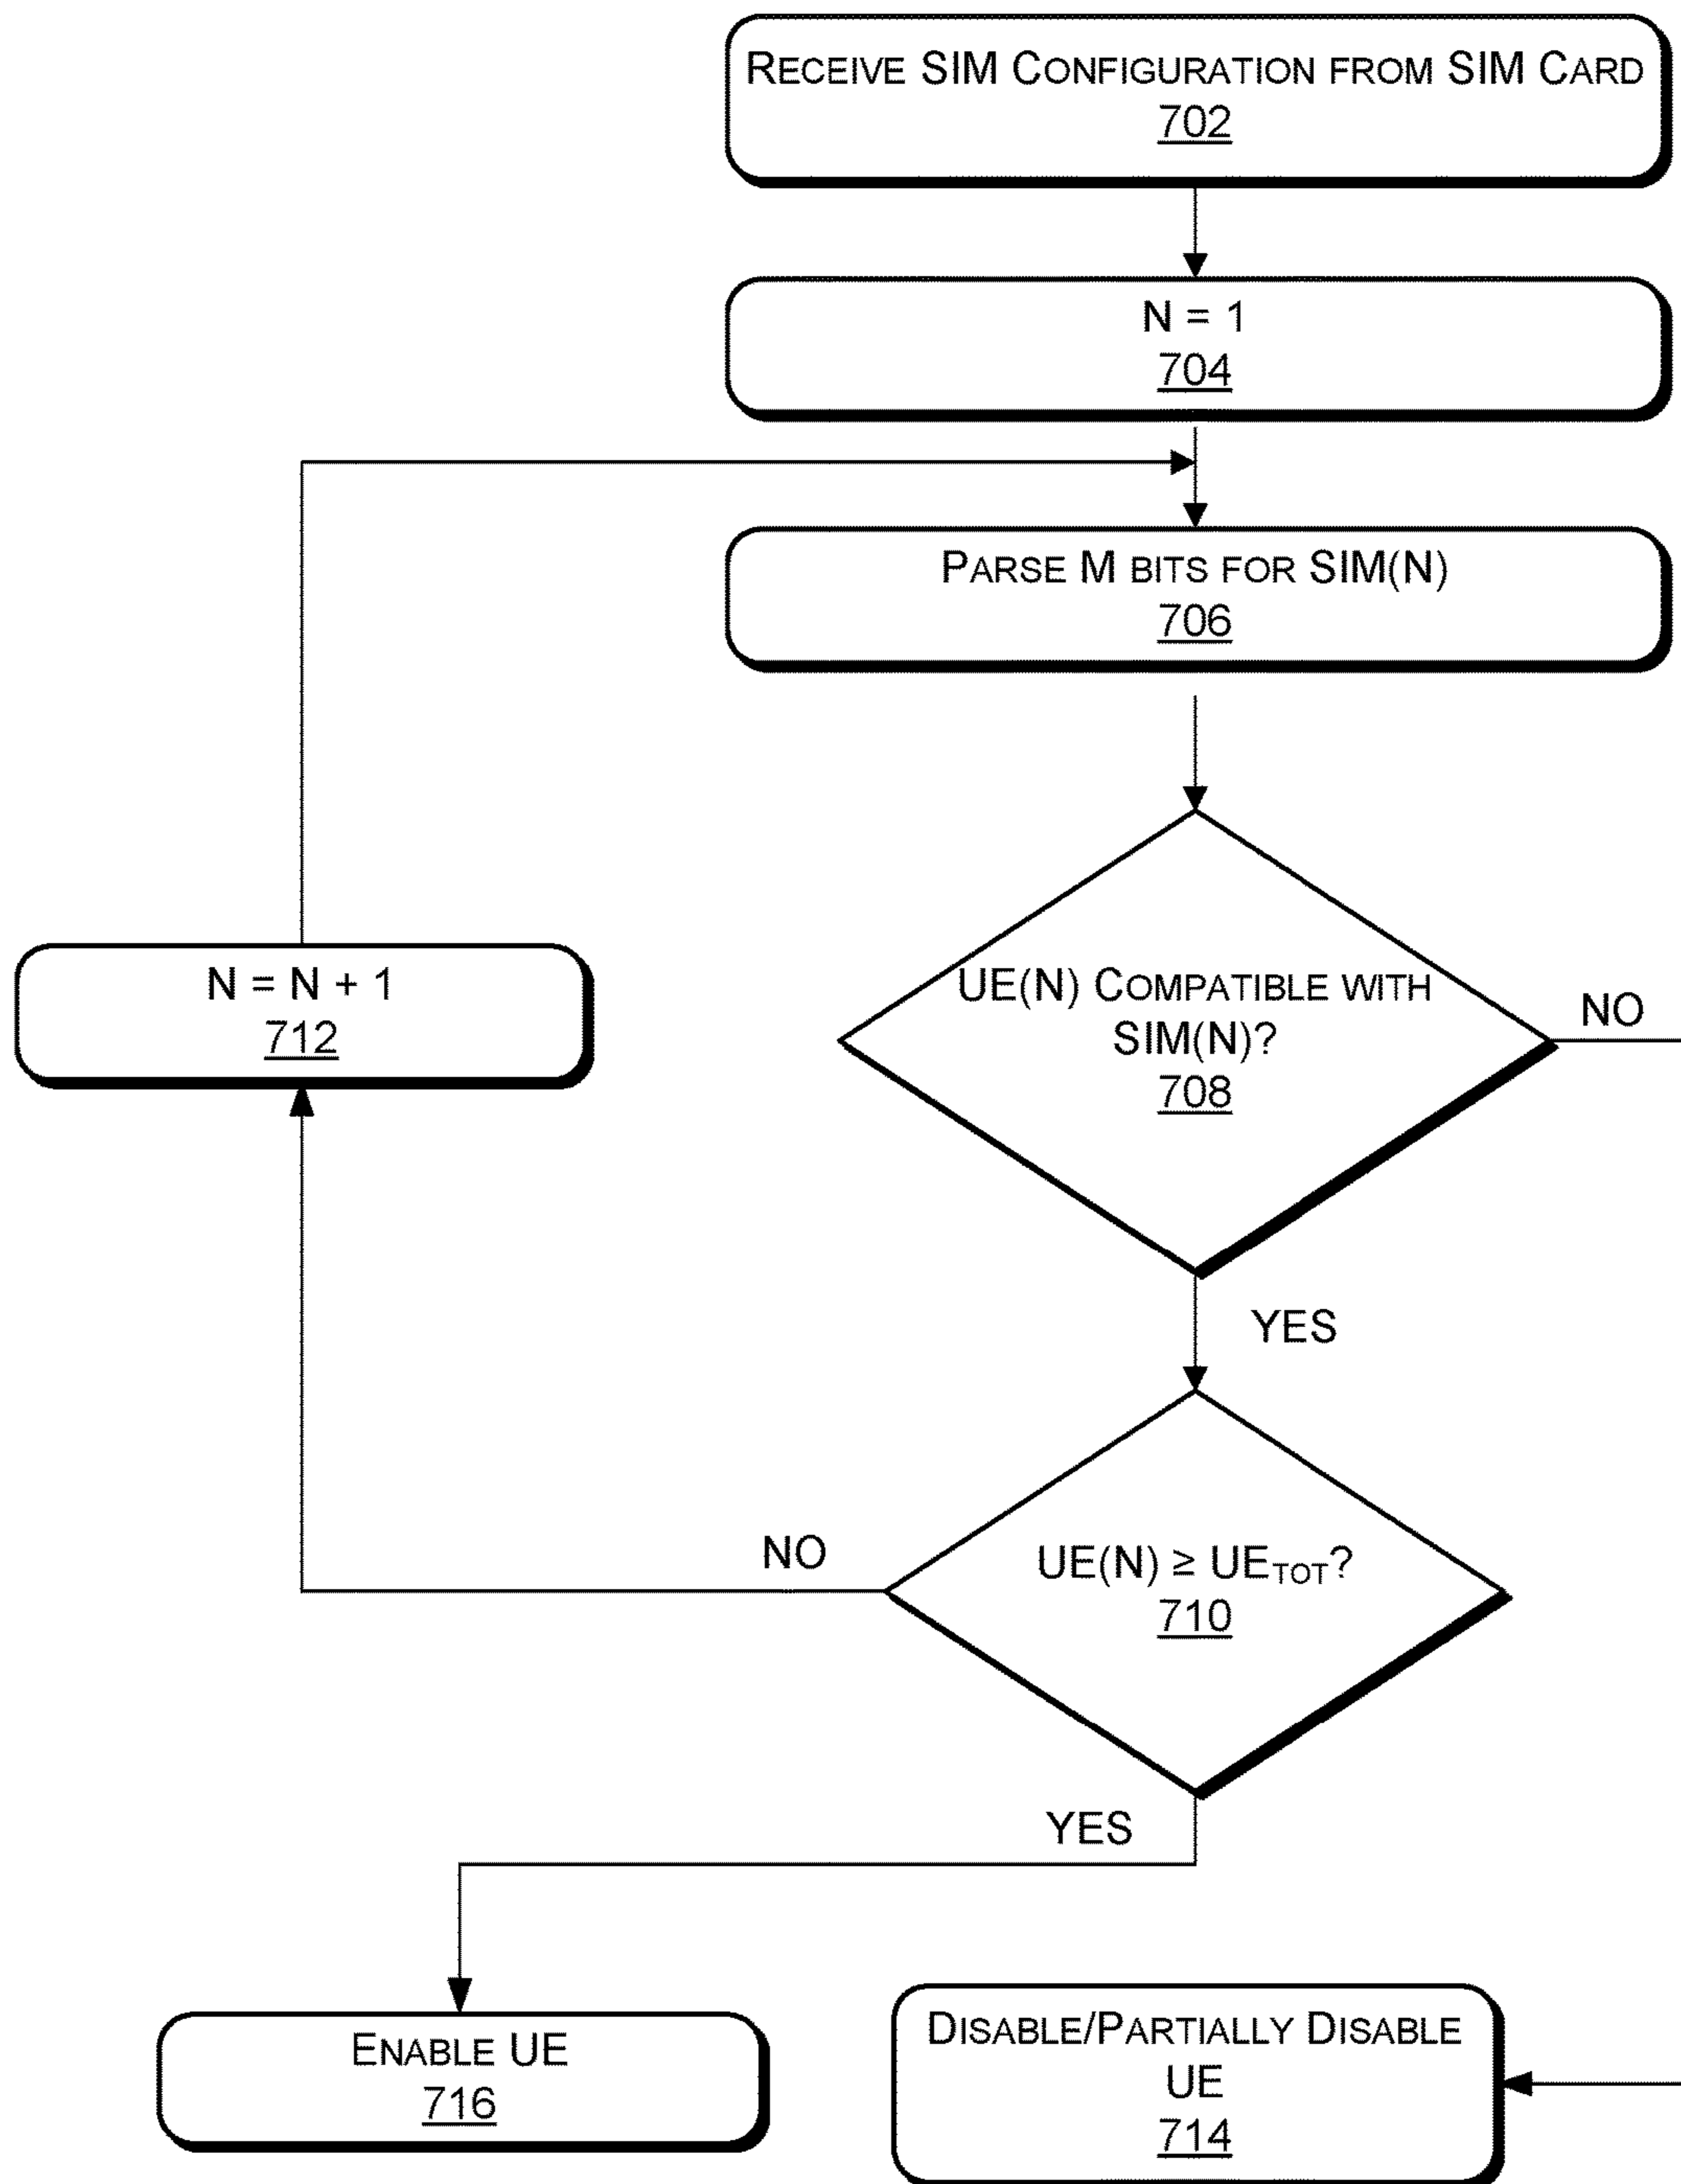 RECEIVE SIM CONFIGURATION FROM SIM CARD
702
N = 1
704
PARSE M BITS FOR SIM(N)
706
UE(N) COMPATIBLE WITH
SIM(N)?
708
NO
N = N + 1
712
YES
UE(N) ≥ UE_TOT?
710
NO
YES
ENABLE UE
716
DISABLE/PARTIALLY DISABLE
UE
714